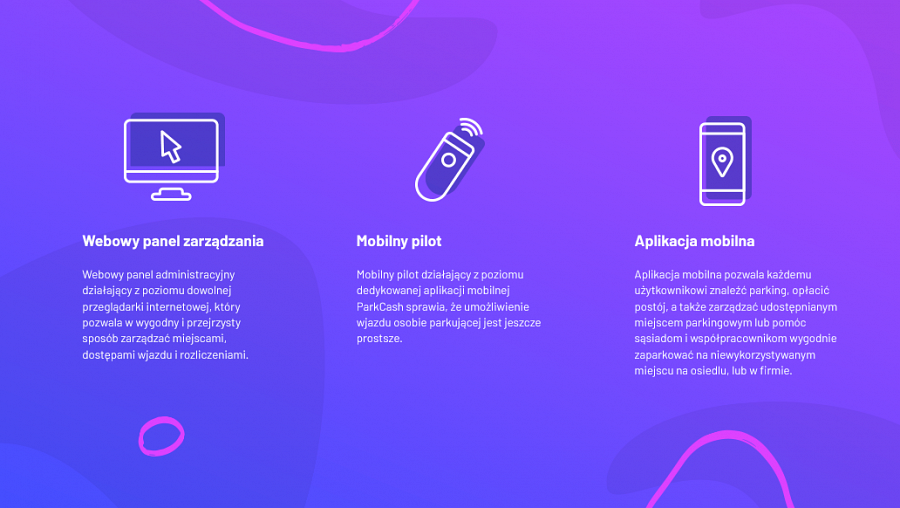 Webowy panel zarządzania
Webowy panel administracyjny
działający z poziomu dowolnej
przeglądarki internetowej, który
pozwala w wygodny i przejrzysty
sposób zarządzać miejscami,
dostępami wjazdu i rozliczeniami.
Mobilny pilot
Mobilny pilot działający z poziomu
dedykowanej aplikacji mobilnej
ParkCash sprawia, że umożliwienie
wjazdu osobie parkującej jest jeszcze
prostsze.
Aplikacja mobilna
Aplikacja mobilna pozwala każdemu
użytkownikowi znaleźć parking, opłacić
postój, a także zarządzać udostępnianym
miejscem parkingowym lub pomóc
sąsiadom i współpracownikom wygodnie
zaparkować na niewykorzystywanym
miejscu na osiedlu, lub w firmie.